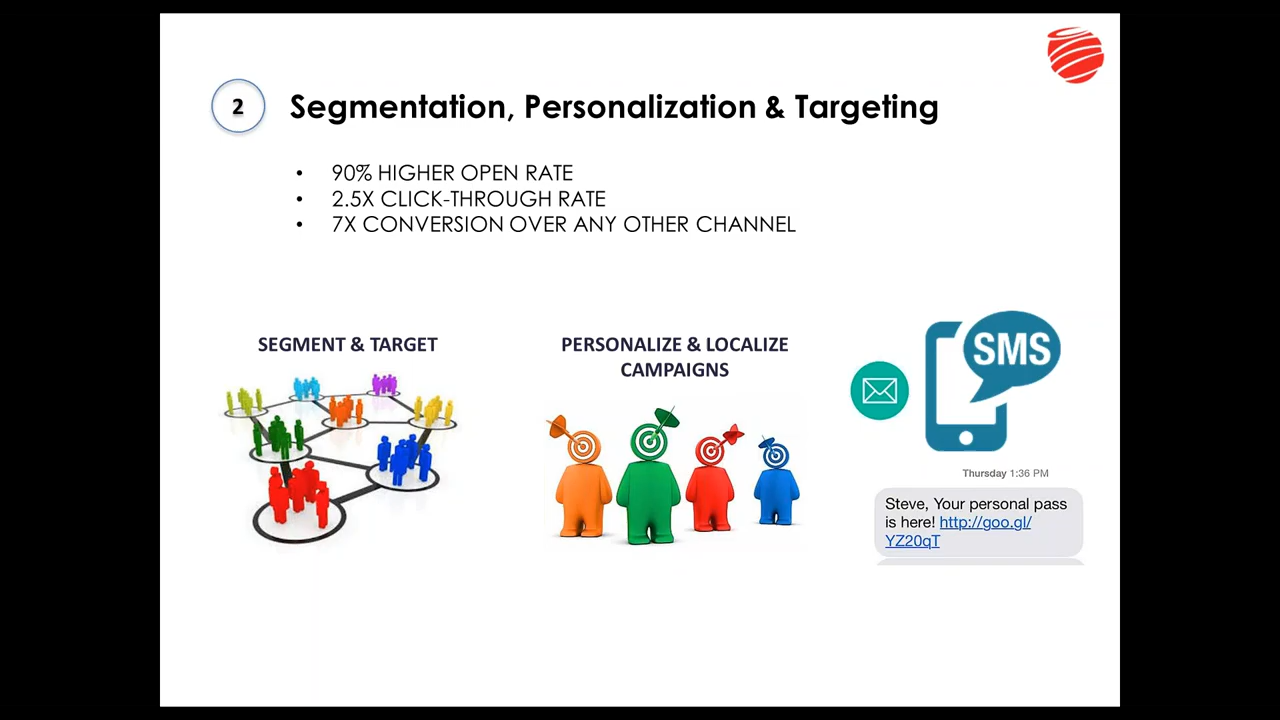 2
Segmentation, Personalization & Targeting
• 90% HIGHER OPEN RATE
• 2.5X CLICK-THROUGH RATE
• 7X CONVERSION OVER ANY OTHER CHANNEL
SEGMENT & TARGET
PERSONALIZE & LOCALIZE
CAMPAIGNS
SMS
Thursday 1:36 PM
Steve, Your personal pass
is here! http://goo.gl/
YZ20qT